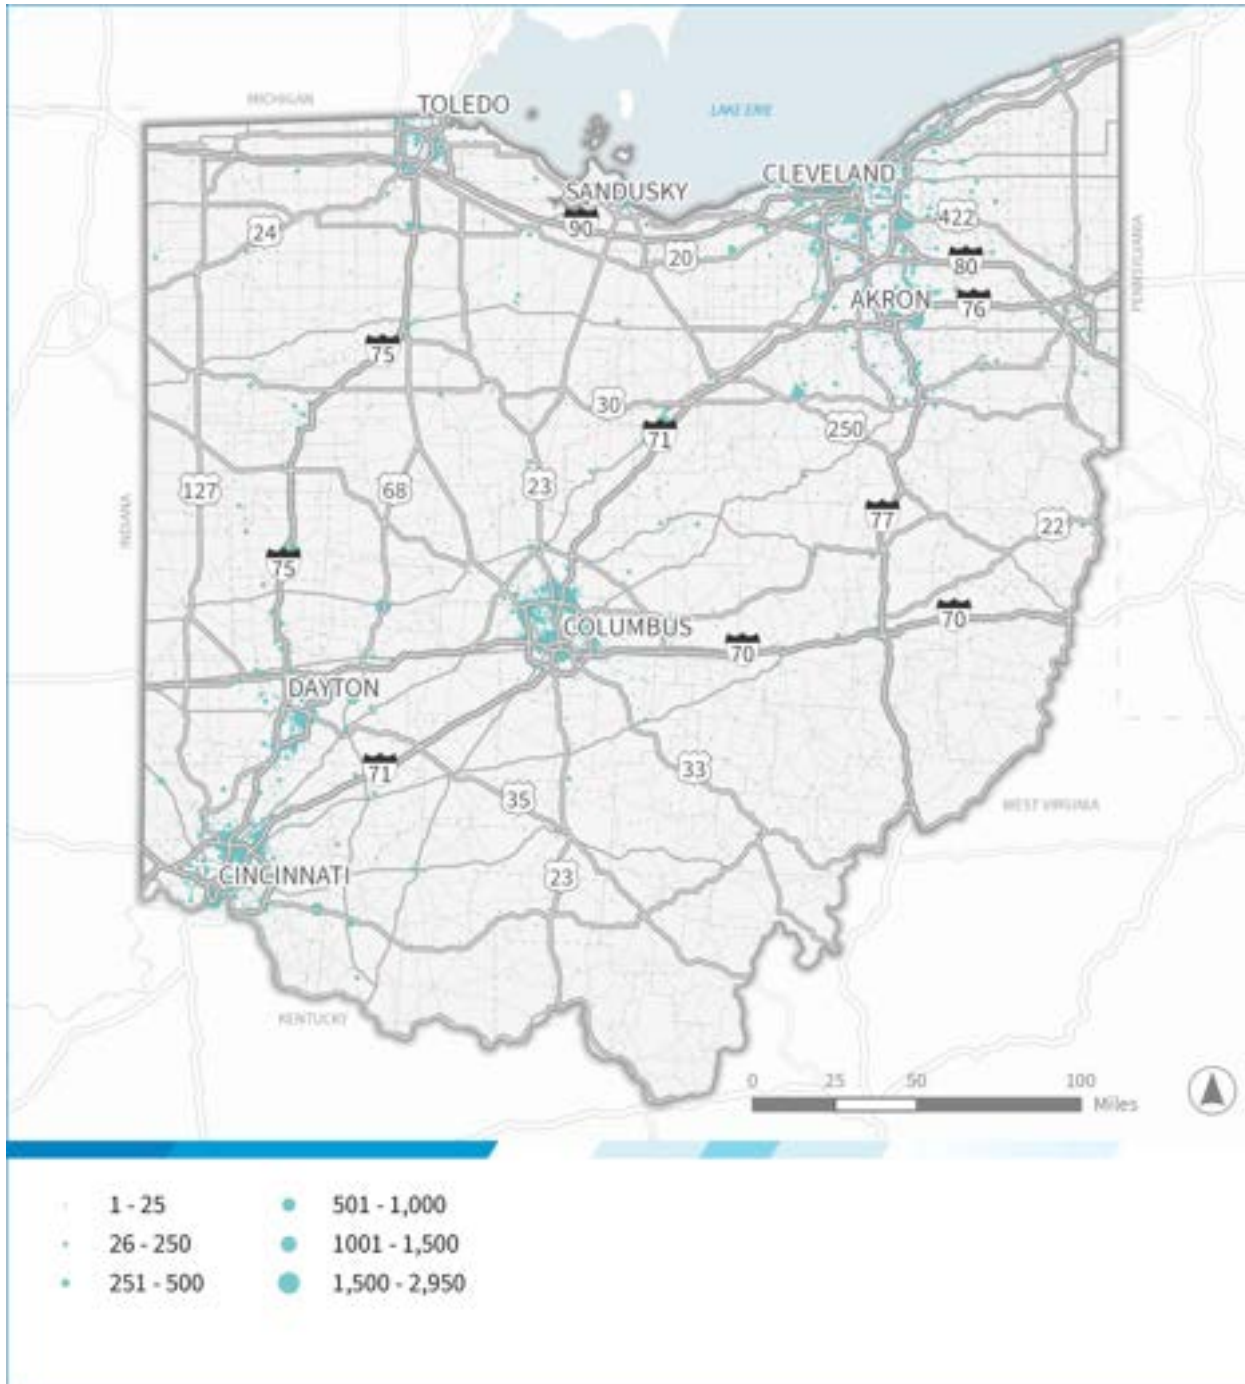 MICHIGAN
TOLEDO
LAKE ERIE
CLEVELAND
SANDUSKY
90
24
422
20
80
PENNSYLVANIA
AKRON
76
75
30
71
250
127
68
23
77
INDIANA
22
75
COLUMBUS
70
70
DAYTON
71
33
35
WEST VIRGINIA
CINCINNATI
23
KENTUCKY
0 25 50 100
Miles
1 - 25
26 - 250
251 - 500
501 - 1,000
1001 - 1,500
1,500 - 2,950